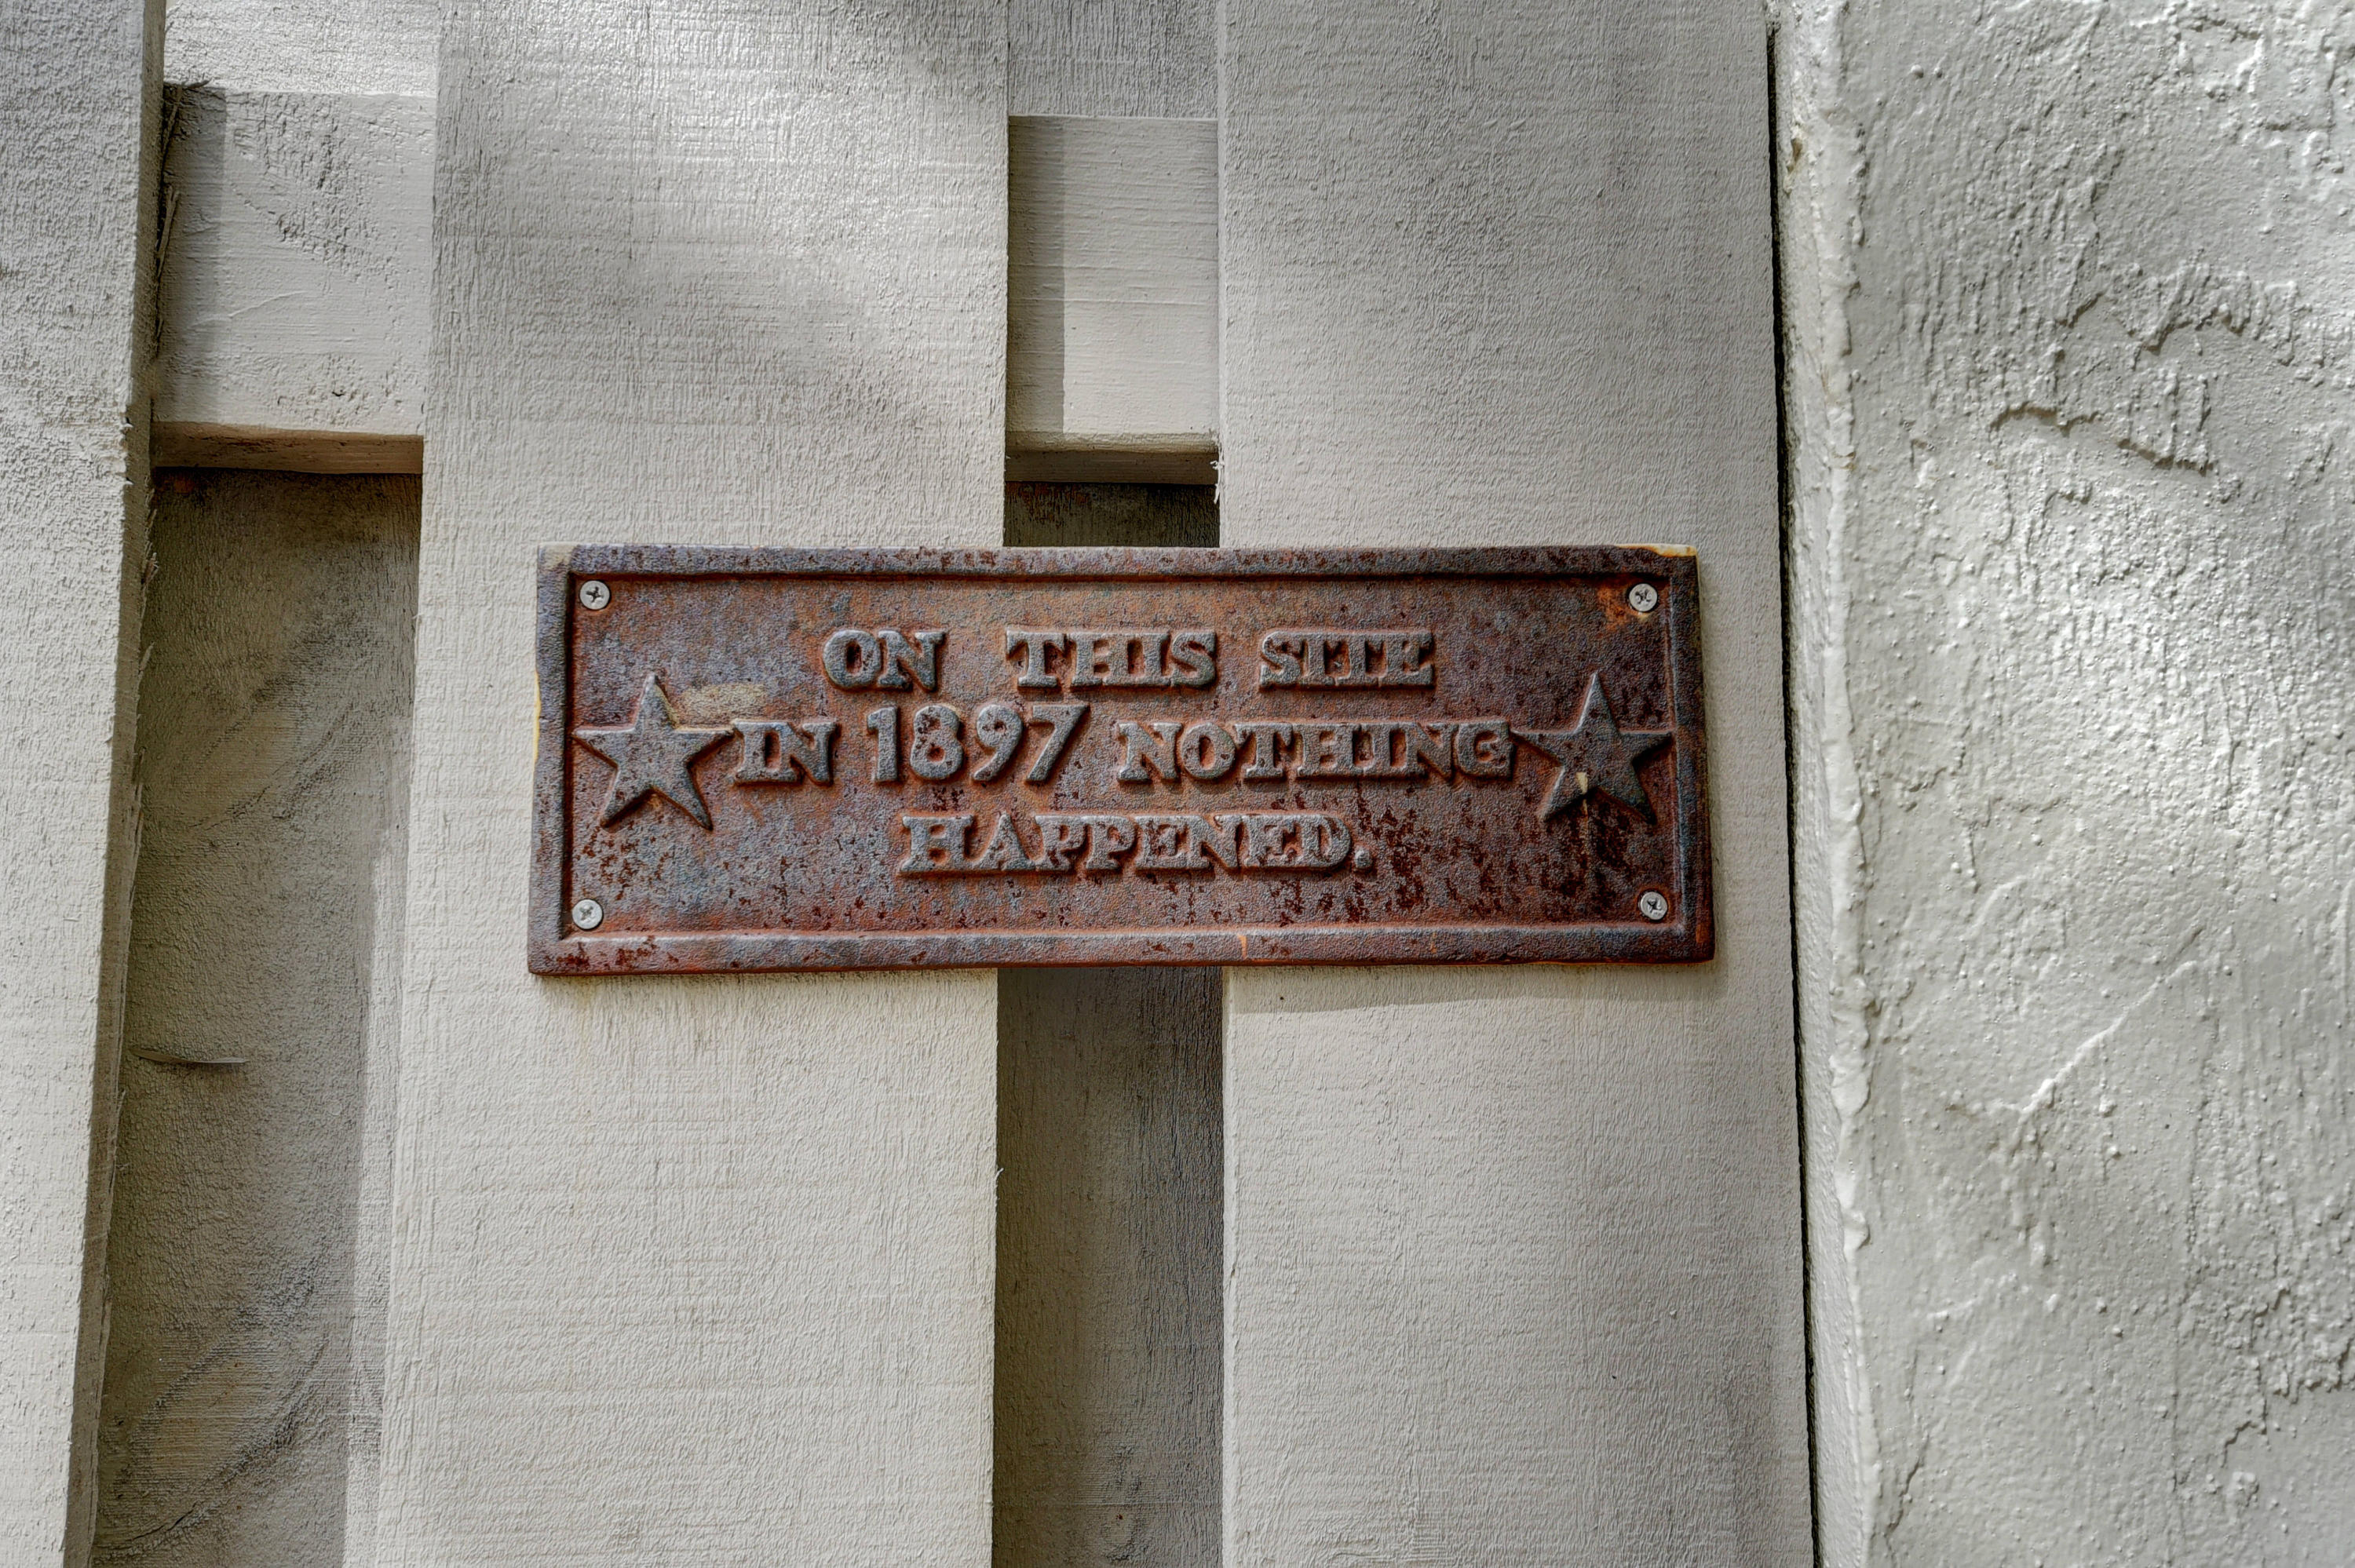 ON THIS SITE
IN 1897 NOTHING
HAPPENED.